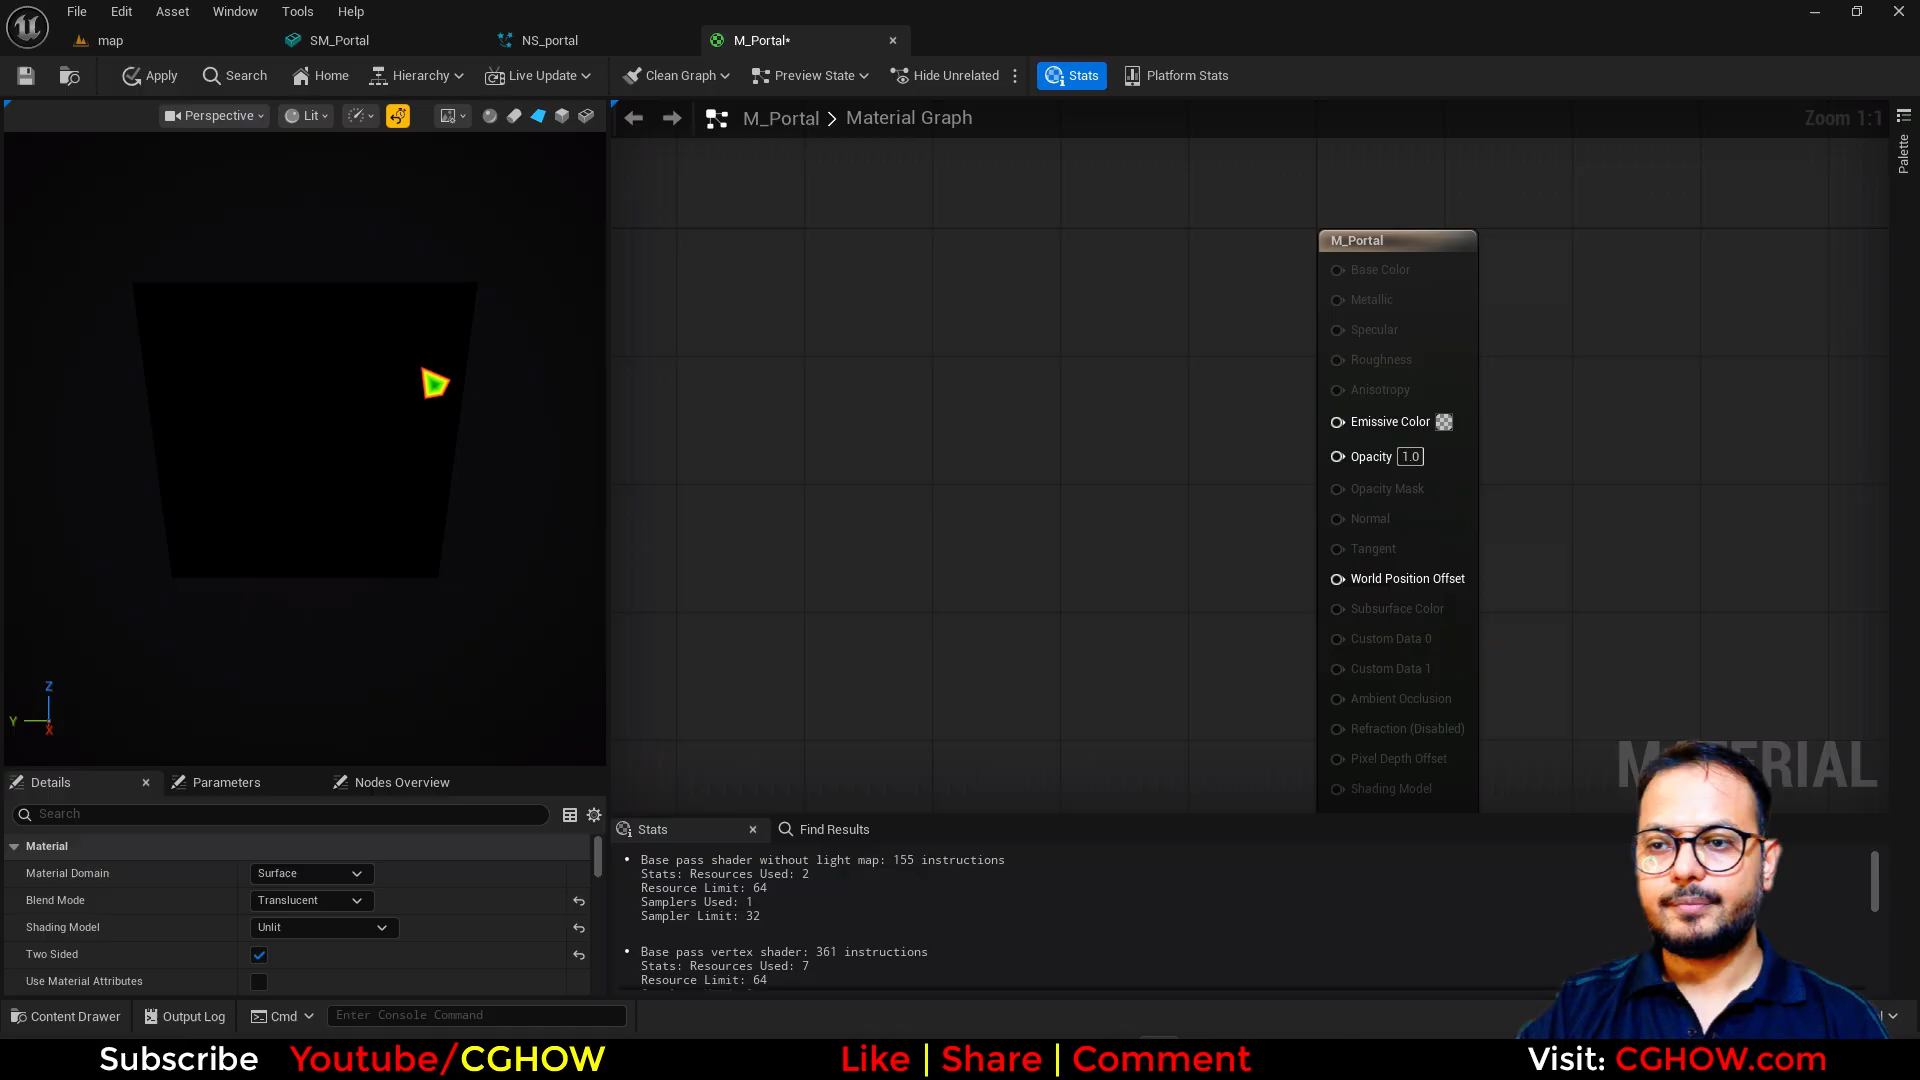 File Edit Asset Window Tools Help
map SM_Portal NS_portal M_Portal*
Apply Search Home Hierarchy Live Update Clean Graph Preview State Hide Unrelated Stats Platform Stats
Perspective Lit
M_Portal > Material Graph
Zoom 1:1
Palette
M_Portal
Base Color
Metallic
Specular
Roughness
Anisotropy
Emissive Color
Opacity 1.0
Opacity Mask
Normal
Tangent
World Position Offset
Subsurface Color
Custom Data 0
Custom Data 1
Ambient Occlusion
Refraction (Disabled)
Pixel Depth Offset
Shading Model
Z
Y
X
Details Parameters Nodes Overview
Search
Material
Material Domain Surface
Blend Mode Translucent
Shading Model Unlit
Two Sided
Use Material Attributes
Stats Find Results
• Base pass shader without light map: 155 instructions
Stats: Resources Used: 2
Resource Limit: 64
Samplers Used: 1
Sampler Limit: 32
• Base pass vertex shader: 361 instructions
Stats: Resources Used: 7
Resource Limit: 64
Content Drawer Output Log Cmd Enter Console Command
Subscribe Youtube/CGHOW Like | Share | Comment Visit: CGHOW.com